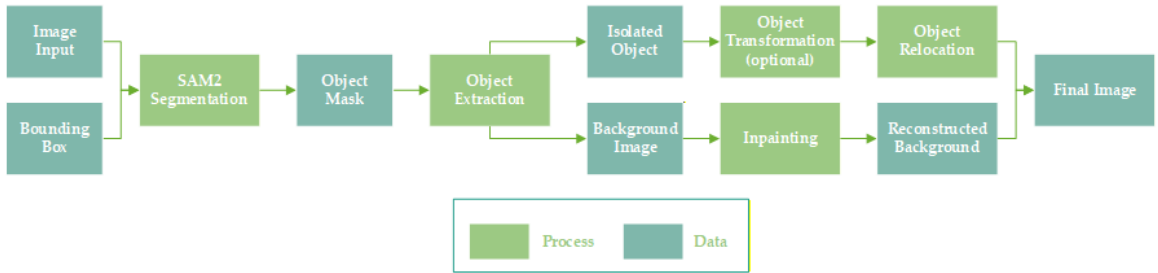 Image
Input
Bounding
Box
SAM2
Segmentation
Object
Mask
Object
Extraction
Isolated
Object
Background
Image
Object
Transformation
(optional)
Inpainting
Object
Relocation
Reconstructed
Background
Final Image
Process
Data